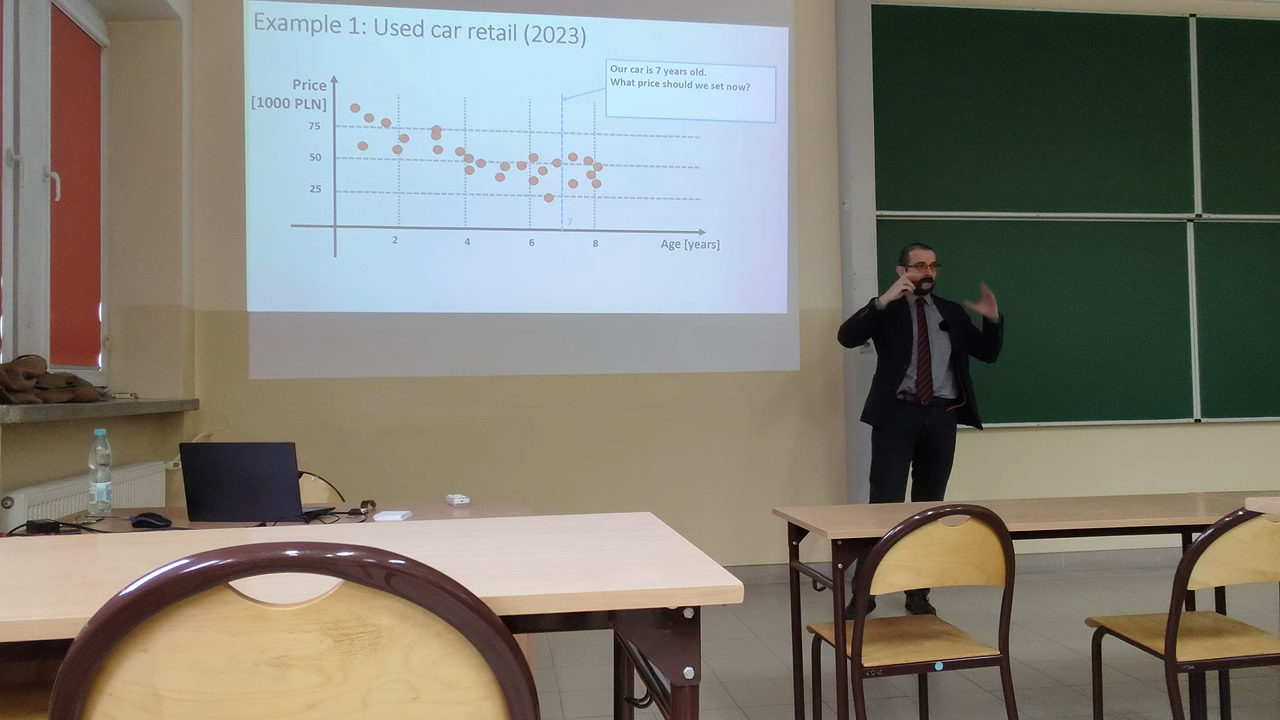 Example 1: Used car retail (2023)
Our car is 7 years old.
What price should we set now?
Price
[1000 PLN]
75
50
25
7
2
4
6
8
Age [years]